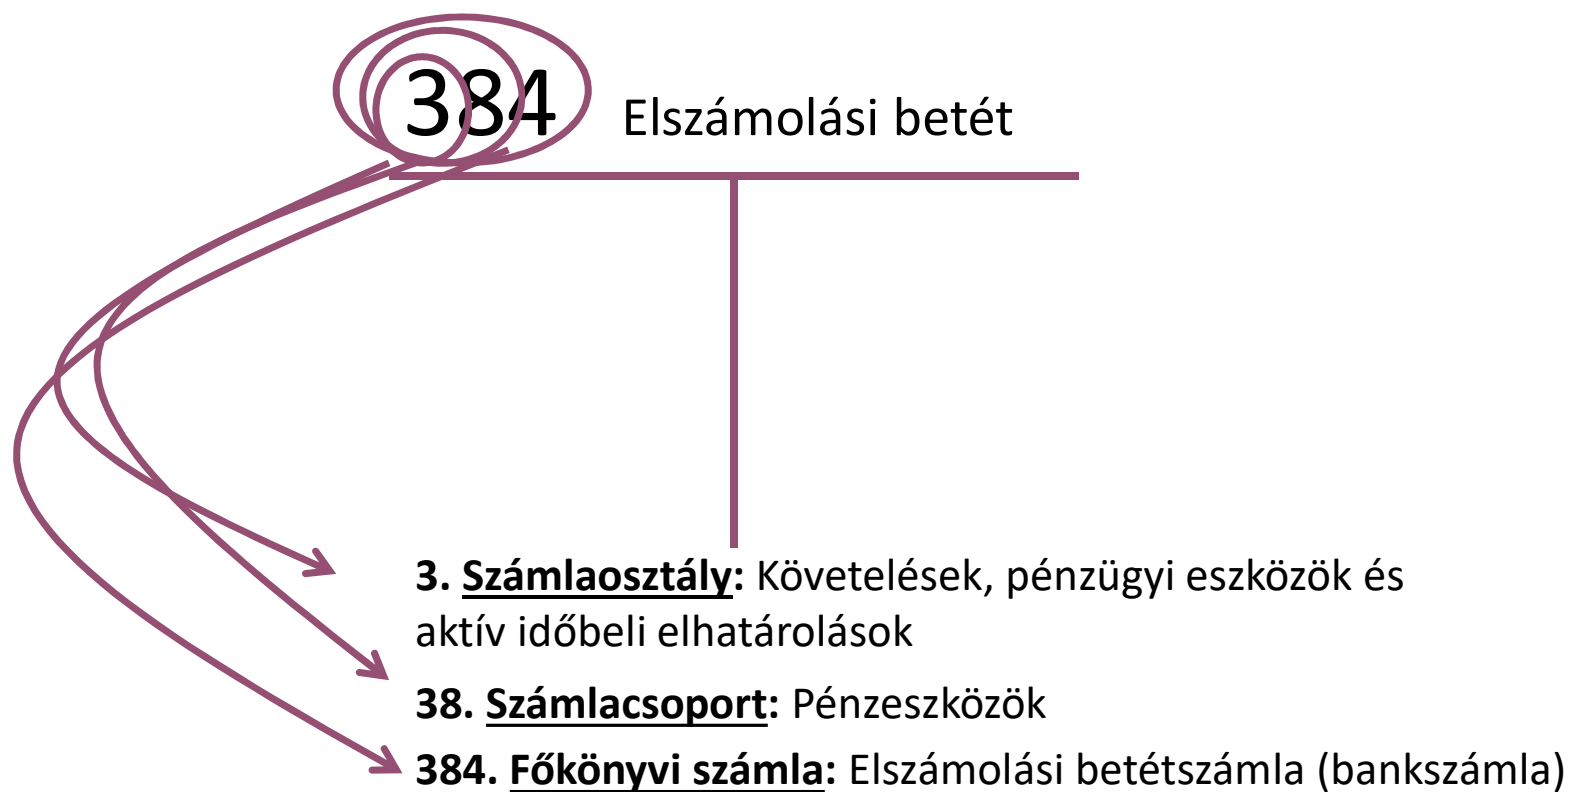 384 Elszámolási betét
3. Számlaosztály: Követelések, pénzügyi eszközök és
aktív időbeli elhatárolások
38. Számlacsoport: Pénzeszközök
384. Főkönyvi számla: Elszámolási betétszámla (bankszámla)